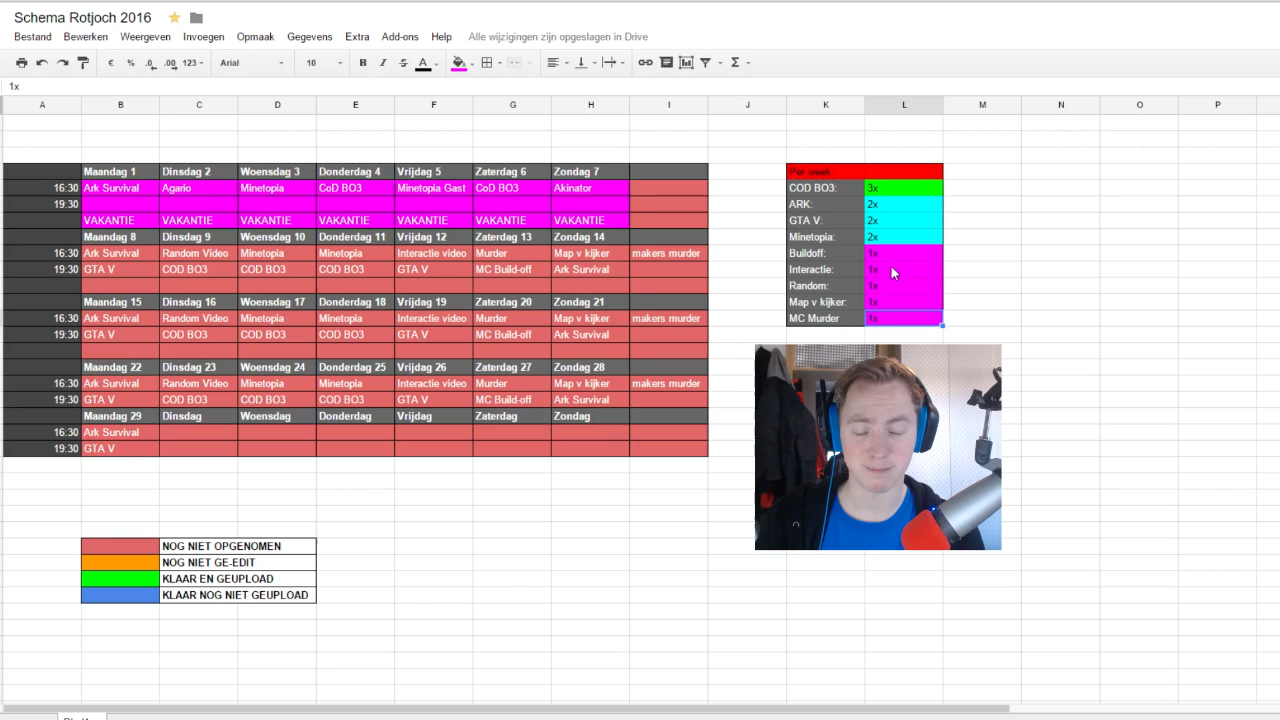 Schema Rotjoch 2016
Bestand Bewerken Weergeven Invoegen Opmaak Gegevens Extra Add-ons Help Alle wijzigingen zijn opgeslagen in Drive
€ % .0 .00 123 Arial 10 B I S A Σ
1x
A B C D E F G H I J K L M N O P
Maandag 1 Dinsdag 2 Woensdag 3 Donderdag 4 Vrijdag 5 Zaterdag 6 Zondag 7 Per week:
16:30 Ark Survival Agario Minetopia CoD BO3 Minetopia Gast CoD BO3 Akinator COD BO3: 3x
19:30 ARK: 2x
VAKANTIE VAKANTIE VAKANTIE VAKANTIE VAKANTIE VAKANTIE VAKANTIE GTA V: 2x
Maandag 8 Dinsdag 9 Woensdag 10 Donderdag 11 Vrijdag 12 Zaterdag 13 Zondag 14 Minetopia: 2x
16:30 Ark Survival Random Video Minetopia Minetopia Interactie video Murder Map v kijker makers murder Buildoff: 1x
19:30 GTA V COD BO3 COD BO3 COD BO3 GTA V MC Build-off Ark Survival Interactie: 1x
Random: 1x
Maandag 15 Dinsdag 16 Woensdag 17 Donderdag 18 Vrijdag 19 Zaterdag 20 Zondag 21 Map v kijker: 1x
16:30 Ark Survival Random Video Minetopia Minetopia Interactie video Murder Map v kijker makers murder MC Murder 1x
19:30 GTA V COD BO3 COD BO3 COD BO3 GTA V MC Build-off Ark Survival
Maandag 22 Dinsdag 23 Woensdag 24 Donderdag 25 Vrijdag 26 Zaterdag 27 Zondag 28
16:30 Ark Survival Random Video Minetopia Minetopia Interactie video Murder Map v kijker makers murder
19:30 GTA V COD BO3 COD BO3 COD BO3 GTA V MC Build-off Ark Survival
Maandag 29 Dinsdag Woensdag Donderdag Vrijdag Zaterdag Zondag
16:30 Ark Survival
19:30 GTA V
NOG NIET OPGENOMEN
NOG NIET GE-EDIT
KLAAR EN GEUPLOAD
KLAAR NOG NIET GEUPLOAD